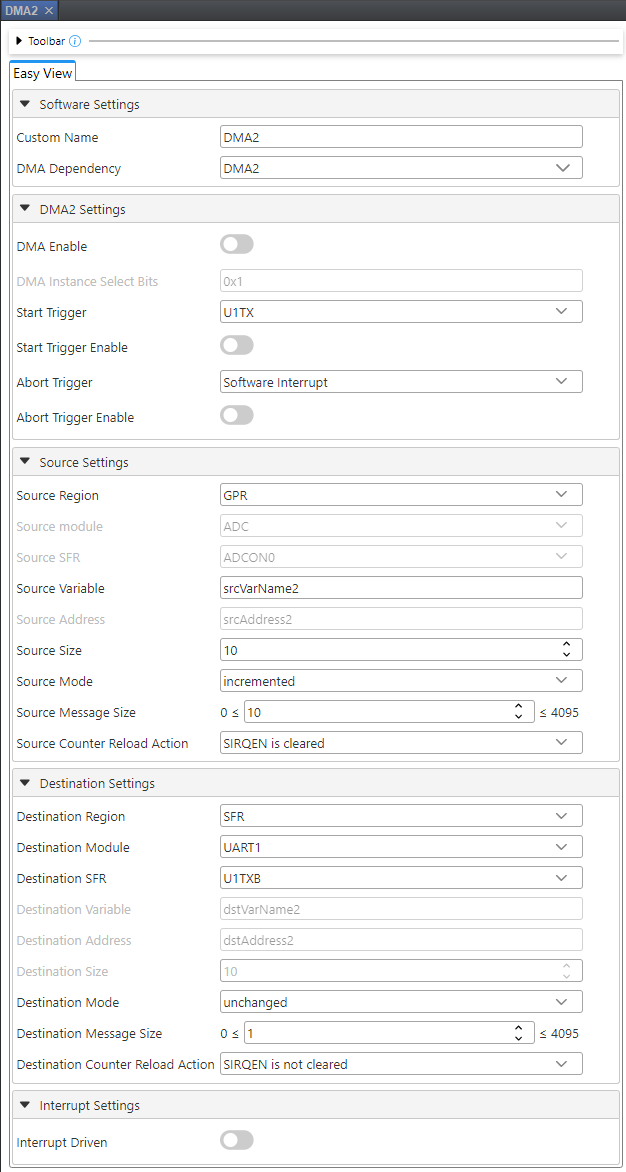 DMA2
Toolbar
Easy View
Software Settings
Custom Name DMA2
DMA Dependency DMA2
DMA2 Settings
DMA Enable
DMA Instance Select Bits 0x1
Start Trigger U1TX
Start Trigger Enable
Abort Trigger Software Interrupt
Abort Trigger Enable
Source Settings
Source Region GPR
Source module ADC
Source SFR ADCON0
Source Variable srcVarName2
Source Address srcAddress2
Source Size 10
Source Mode incremented
Source Message Size 0 ≤ 10 ≤ 4095
Source Counter Reload Action SIRQEN is cleared
Destination Settings
Destination Region SFR
Destination Module UART1
Destination SFR U1TXB
Destination Variable dstVarName2
Destination Address dstAddress2
Destination Size 10
Destination Mode unchanged
Destination Message Size 0 ≤ 1 ≤ 4095
Destination Counter Reload Action SIRQEN is not cleared
Interrupt Settings
Interrupt Driven